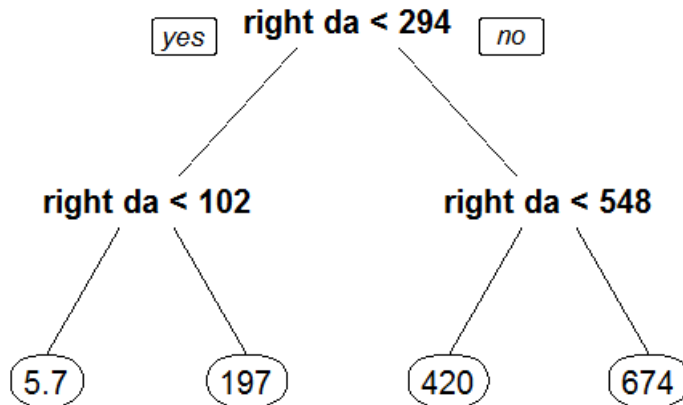 yes right da < 294 no
right da < 102 right da < 548
5.7 197 420 674